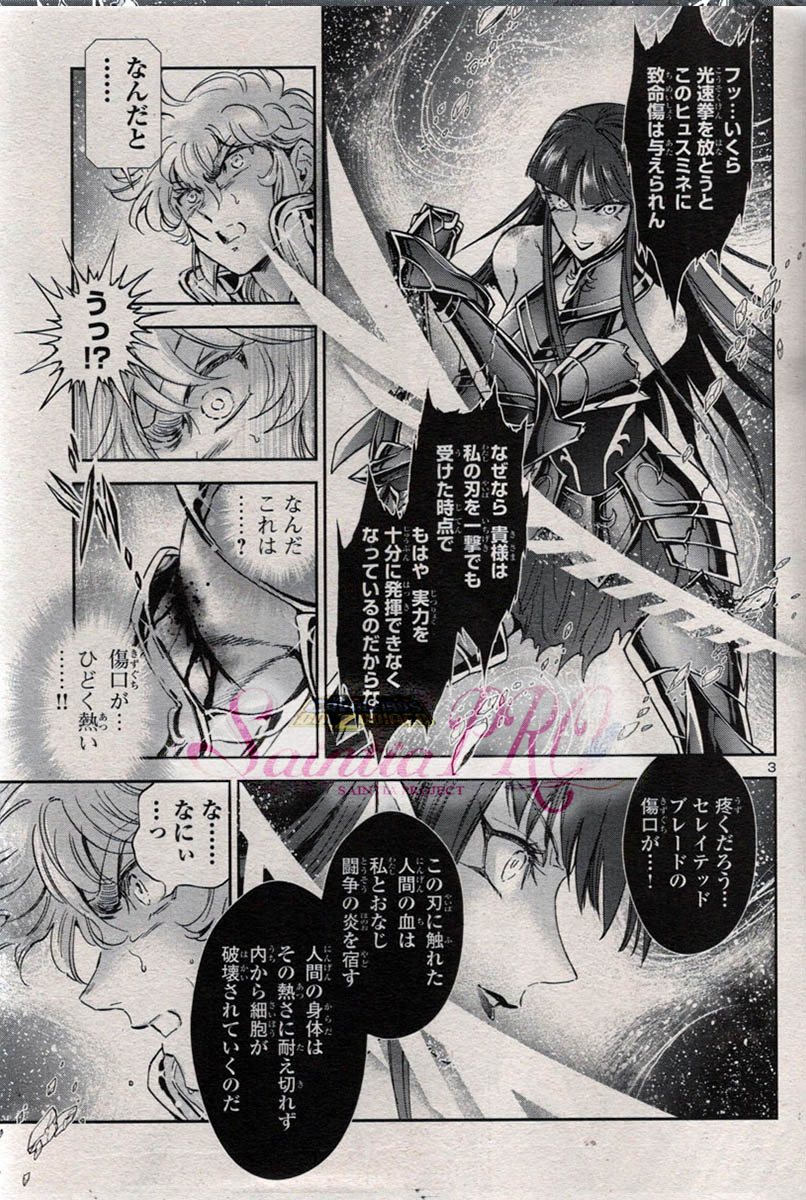 フッ…いくら
光速拳を放とうと
このヒュスミネに
致命傷は与えられん
なぜなら 貴様は
私の刃を一撃でも
受けた時点で
もはや 実力を
十分に発揮できなく
なっているのだからな
なんだと
……
うっ!?
なんだ
これは
……?
傷口が…
ひどく熱い
……!!
Saintia PRO
SAINTIA PROJECT
3
疼くだろう…
セレイテッド
ブレードの
傷口が…!
この刃に触れた
人間の血は
私とおなじ
闘争の炎を宿す
人間の身体は
その熱さに耐え切れず
内から細胞が
破壊されていくのだ
な……
なにい
…っ